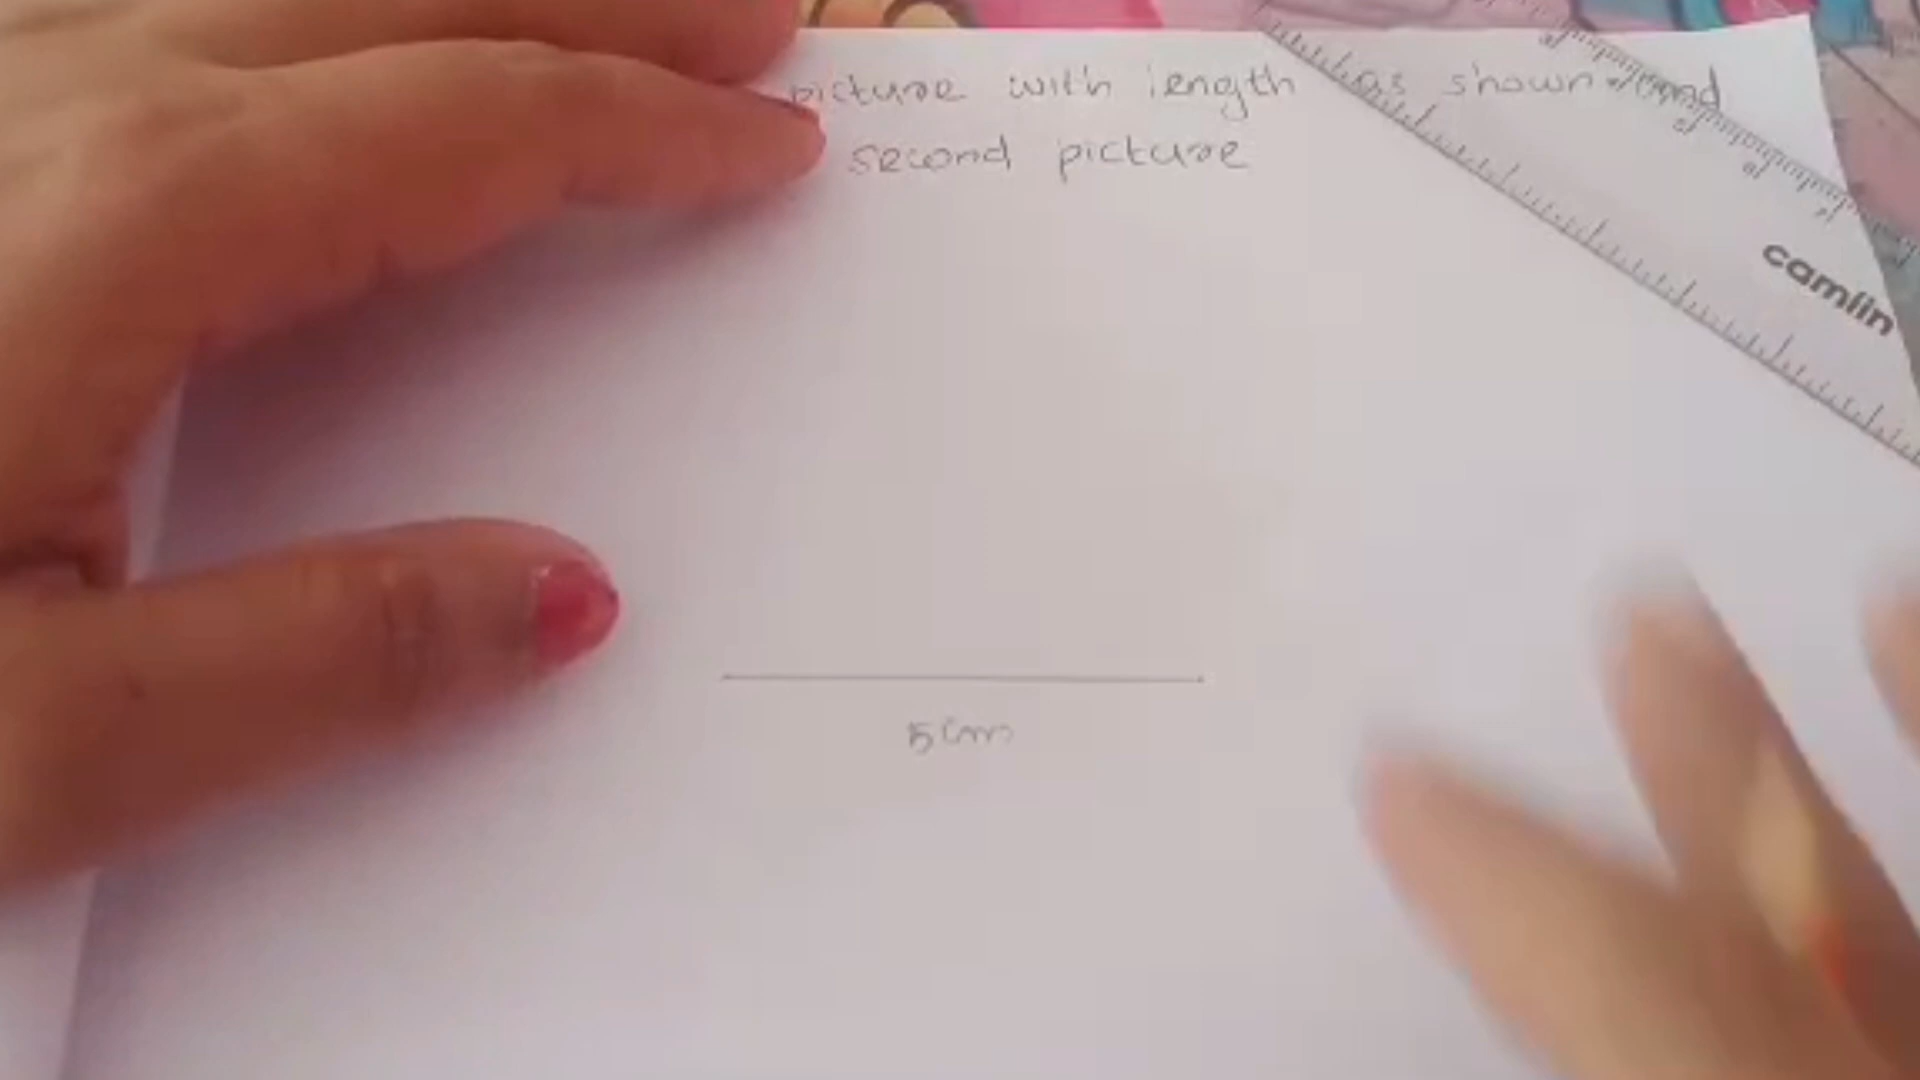 picture with length as shown and
second picture
camlin
5cm